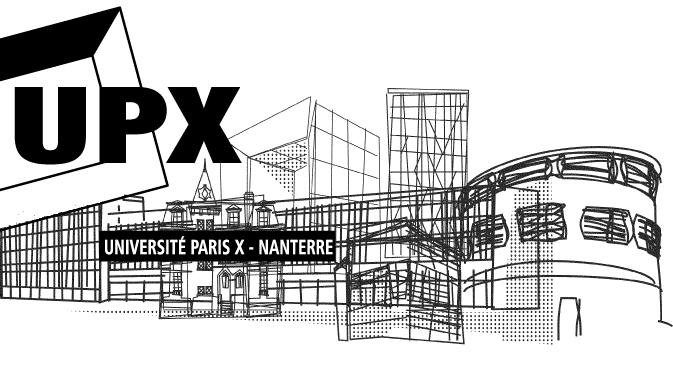 UPX
UNIVERSITÉ PARIS X - NANTERRE